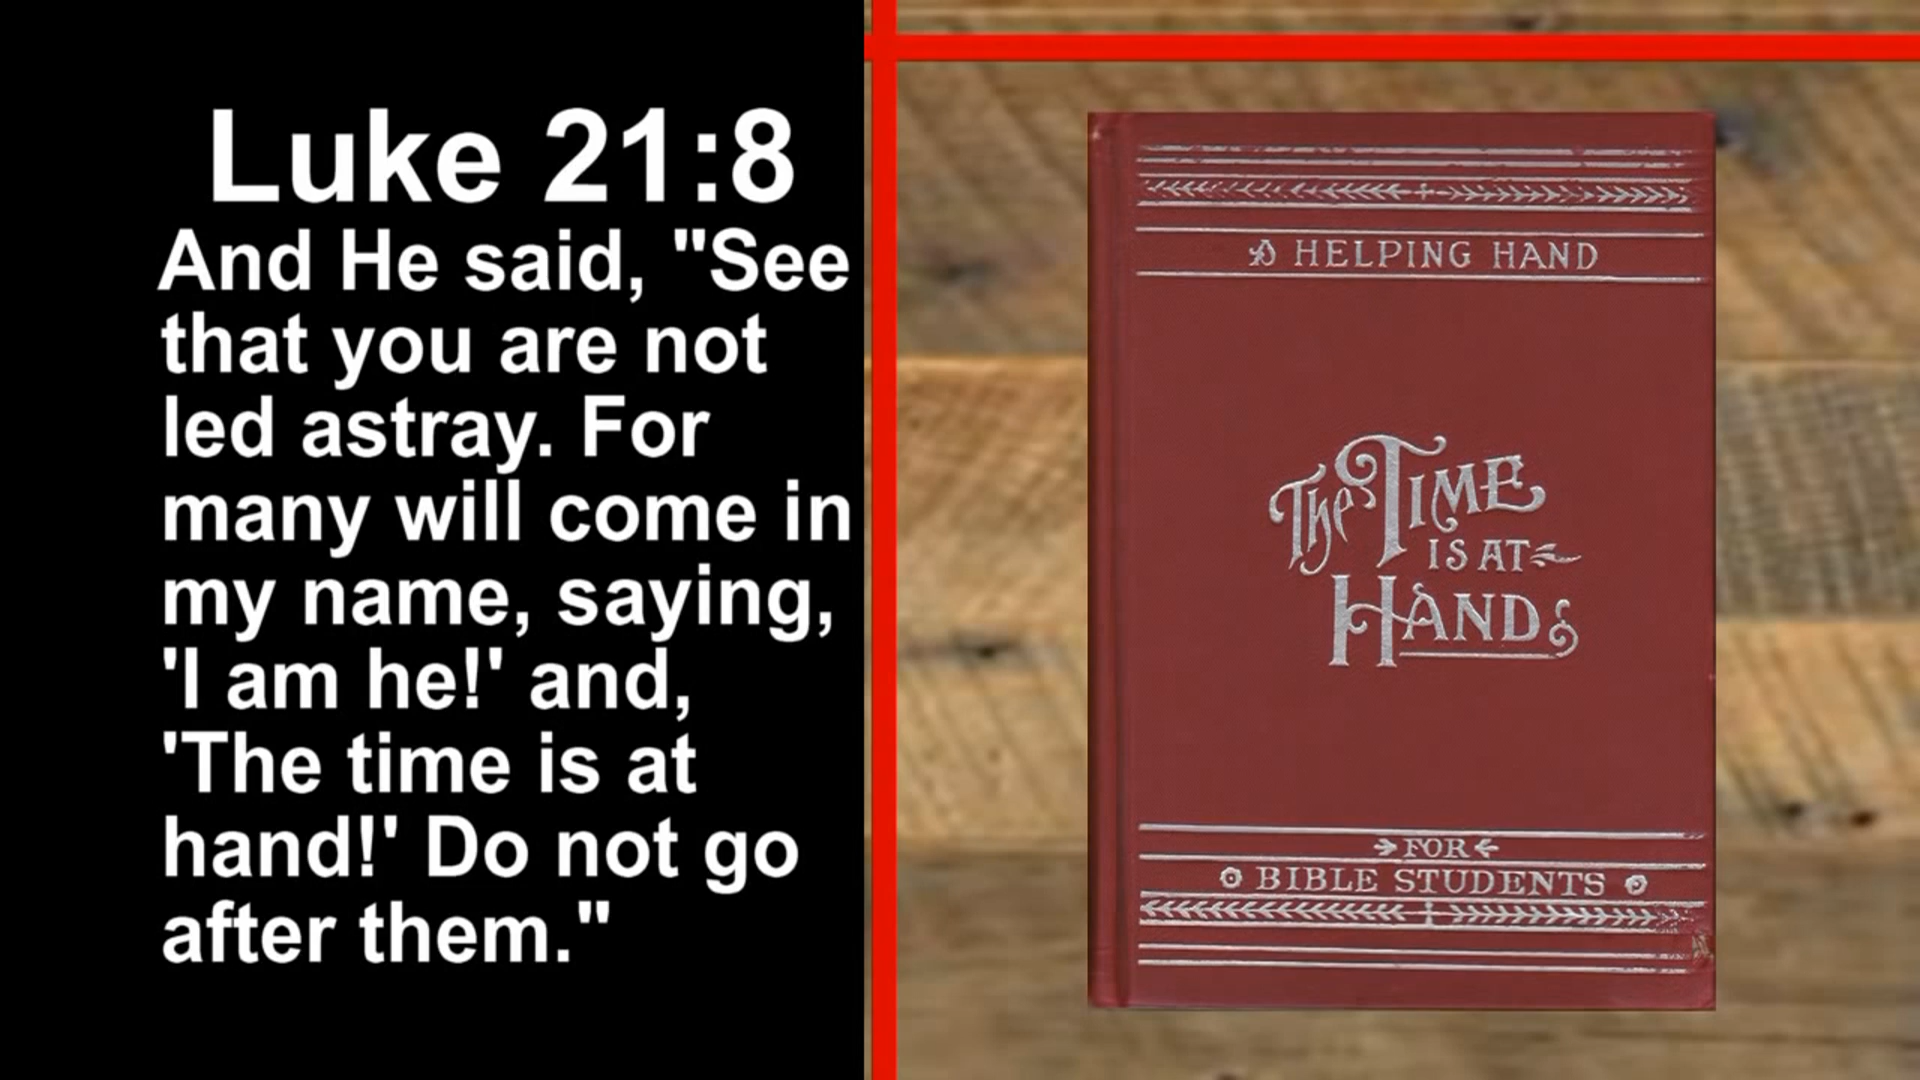 Luke 21:8
And He said, "See
that you are not
led astray. For
many will come in
my name, saying,
'I am he!' and,
'The time is at
hand!' Do not go
after them."
A HELPING HAND
The TIME
IS AT
HAND
FOR
BIBLE STUDENTS